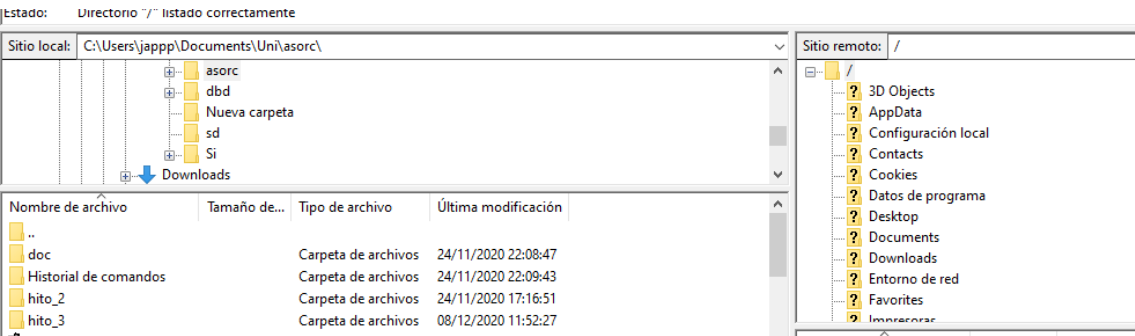 Estado: Directorio "/" listado correctamente
Sitio local: C:\Users\jappp\Documents\Uni\asorc\
asorc
dbd
Nueva carpeta
sd
Si
Downloads
Nombre de archivo Tamaño de... Tipo de archivo Última modificación
..
doc Carpeta de archivos 24/11/2020 22:08:47
Historial de comandos Carpeta de archivos 24/11/2020 22:09:43
hito_2 Carpeta de archivos 24/11/2020 17:16:51
hito_3 Carpeta de archivos 08/12/2020 11:52:27
Sitio remoto: /
/
? 3D Objects
? AppData
? Configuración local
? Contacts
? Cookies
? Datos de programa
? Desktop
? Documents
? Downloads
? Entorno de red
? Favorites
? Impresoras